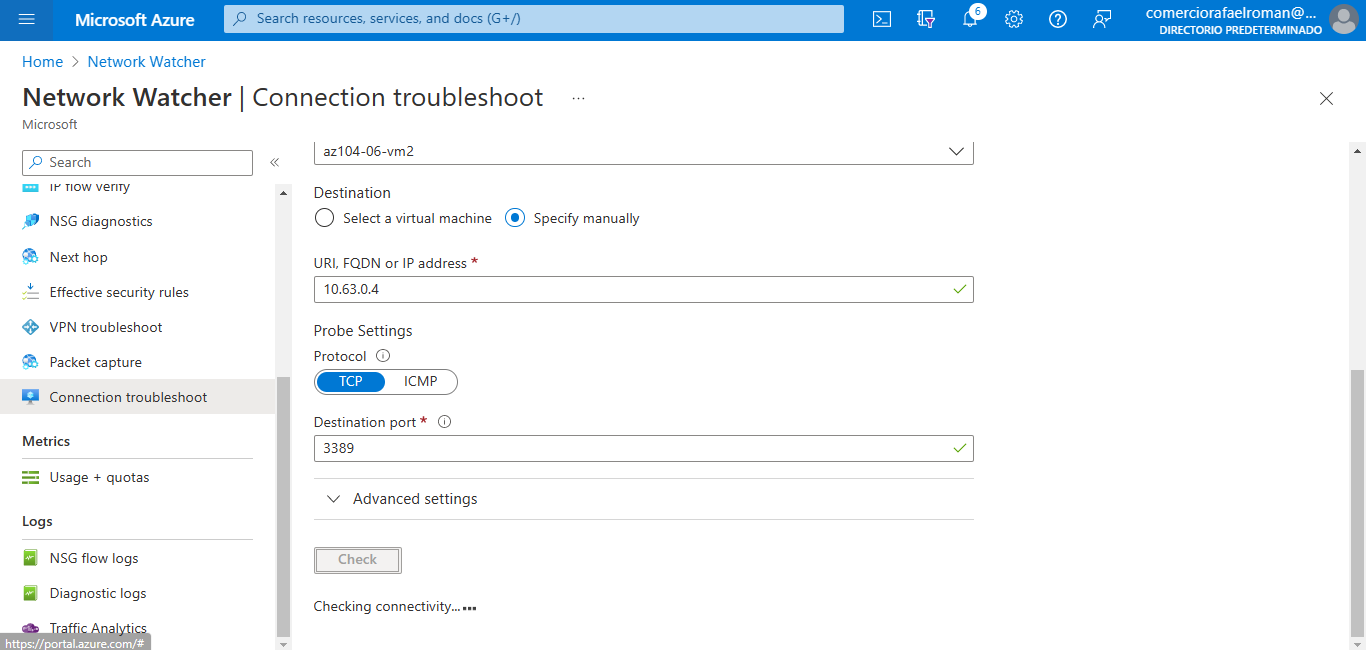 Microsoft Azure
Search resources, services, and docs (G+/)
6
comerciorafaelroman@...
DIRECTORIO PREDETERMINADO
Home > Network Watcher
Network Watcher | Connection troubleshoot ...
Microsoft
Search
«
IP flow verify
NSG diagnostics
Next hop
Effective security rules
VPN troubleshoot
Packet capture
Connection troubleshoot
Metrics
Usage + quotas
Logs
NSG flow logs
Diagnostic logs
Traffic Analytics
https://portal.azure.com/#
az104-06-vm2
Destination
Select a virtual machine
Specify manually
URI, FQDN or IP address *
10.63.0.4
Probe Settings
Protocol
TCP
ICMP
Destination port *
3389
Advanced settings
Check
Checking connectivity...